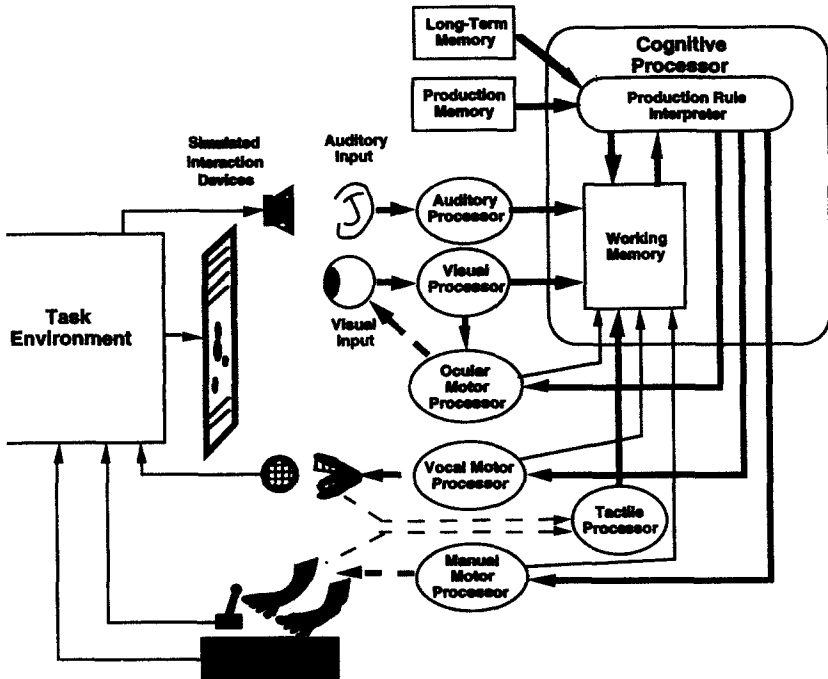 Long-Term
Memory
Cognitive
Processor
Production
Memory
Production Rule
Interpreter
Simulated
Interaction
Devices
Auditory
Input
Auditory
Processor
Working
Memory
Visual
Processor
Task
Environment
Visual
Input
Ocular
Motor
Processor
Vocal Motor
Processor
Tactile
Processor
Manual
Motor
Processor